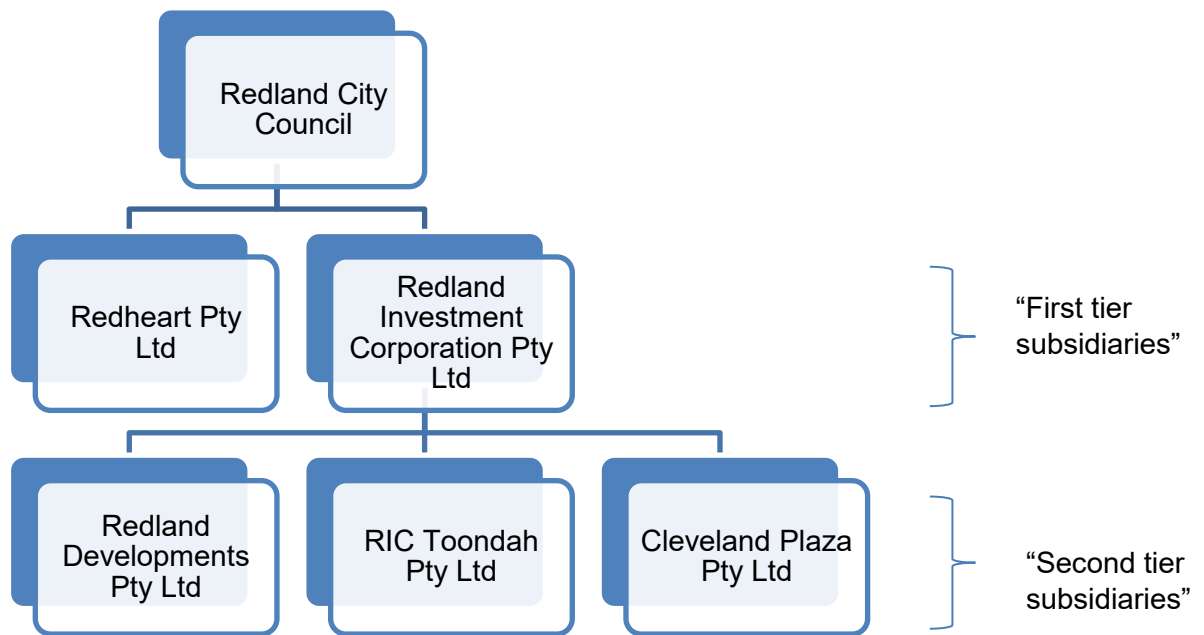 Redland City
Council
Redheart Pty
Ltd
Redland
Investment
Corporation Pty
Ltd
“First tier
subsidiaries”
Redland
Developments
Pty Ltd
RIC Toondah
Pty Ltd
Cleveland Plaza
Pty Ltd
“Second tier
subsidiaries”